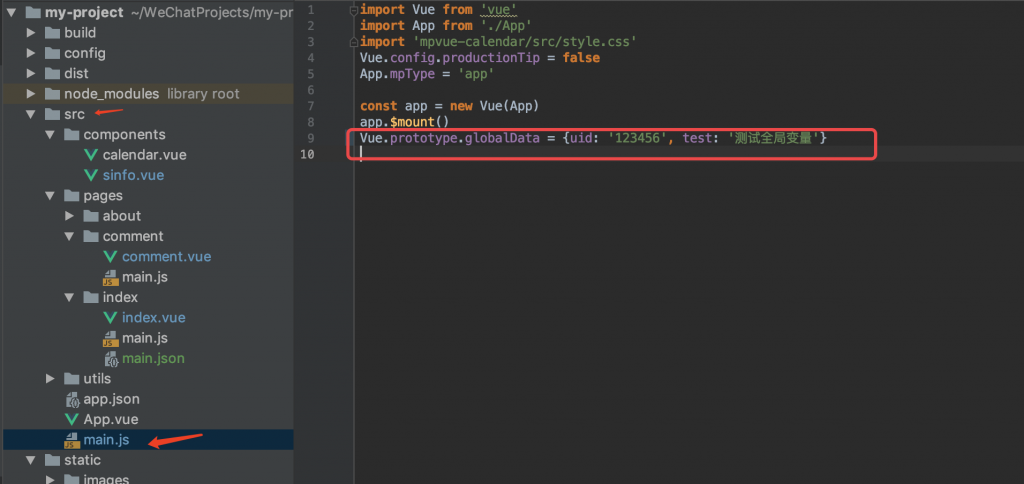 my-project ~/WeChatProjects/my-pr
build
config
dist
node_modules library root
src
components
calendar.vue
sinfo.vue
pages
about
comment
comment.vue
main.js
index
index.vue
main.js
main.json
utils
app.json
App.vue
main.js
static
images
1 import Vue from 'vue'
2 import App from './App'
3 import 'mpvue-calendar/src/style.css'
4 Vue.config.productionTip = false
5 App.mpType = 'app'
6
7 const app = new Vue(App)
8 app.$mount()
9 Vue.prototype.globalData = {uid: '123456', test: '测试全局变量'}
10